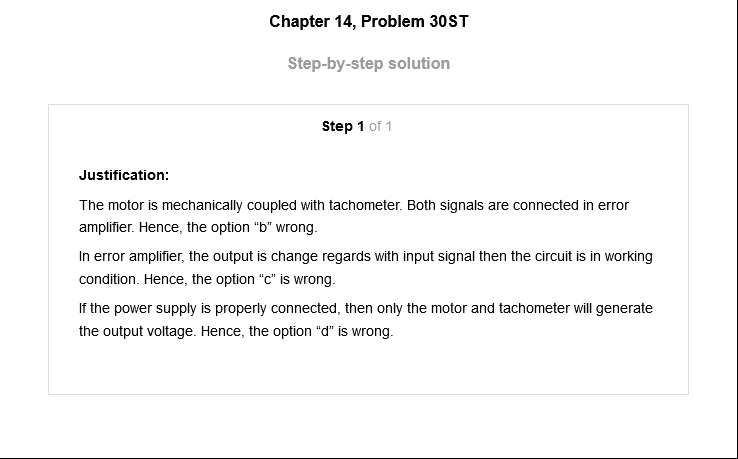 Chapter 14, Problem 30ST
Step-by-step solution
Step 1 of 1
Justification:
The motor is mechanically coupled with tachometer. Both signals are connected in error
amplifier. Hence, the option “b” wrong.
In error amplifier, the output is change regards with input signal then the circuit is in working
condition. Hence, the option “c” is wrong.
If the power supply is properly connected, then only the motor and tachometer will generate
the output voltage. Hence, the option “d” is wrong.